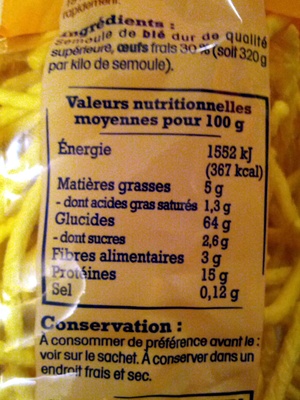 rapidement.
Ingrédients :
Semoule de blé dur de qualité
supérieure, œufs frais 30 % (soit 320 g
par kilo de semoule).
Valeurs nutritionnelles
moyennes pour 100 g
Énergie 1552 kJ
(367 kcal)
Matières grasses 5 g
- dont acides gras saturés 1,3 g
Glucides 64 g
- dont sucres 2,6 g
Fibres alimentaires 3 g
Protéines 15 g
Sel 0,12 g
Conservation :
À consommer de préférence avant le :
voir sur le sachet. À conserver dans un
endroit frais et sec.